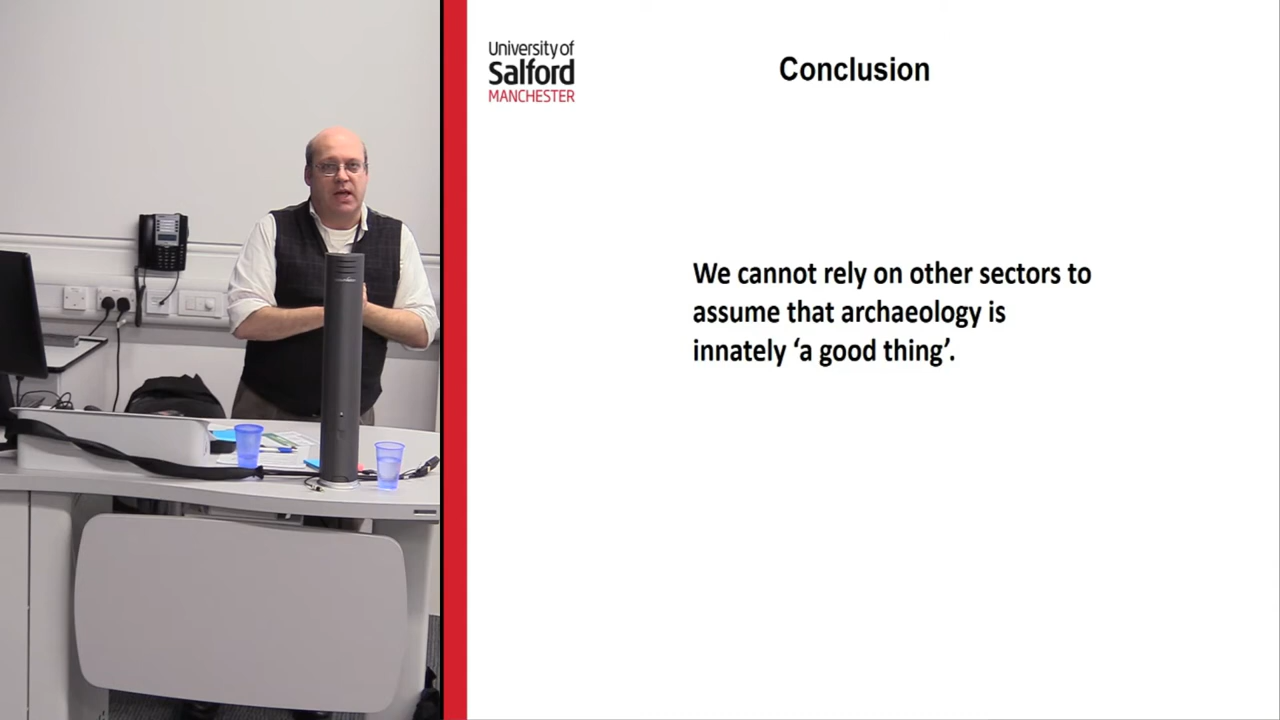 University of
Salford
MANCHESTER
Conclusion
We cannot rely on other sectors to
assume that archaeology is
innately ‘a good thing’.